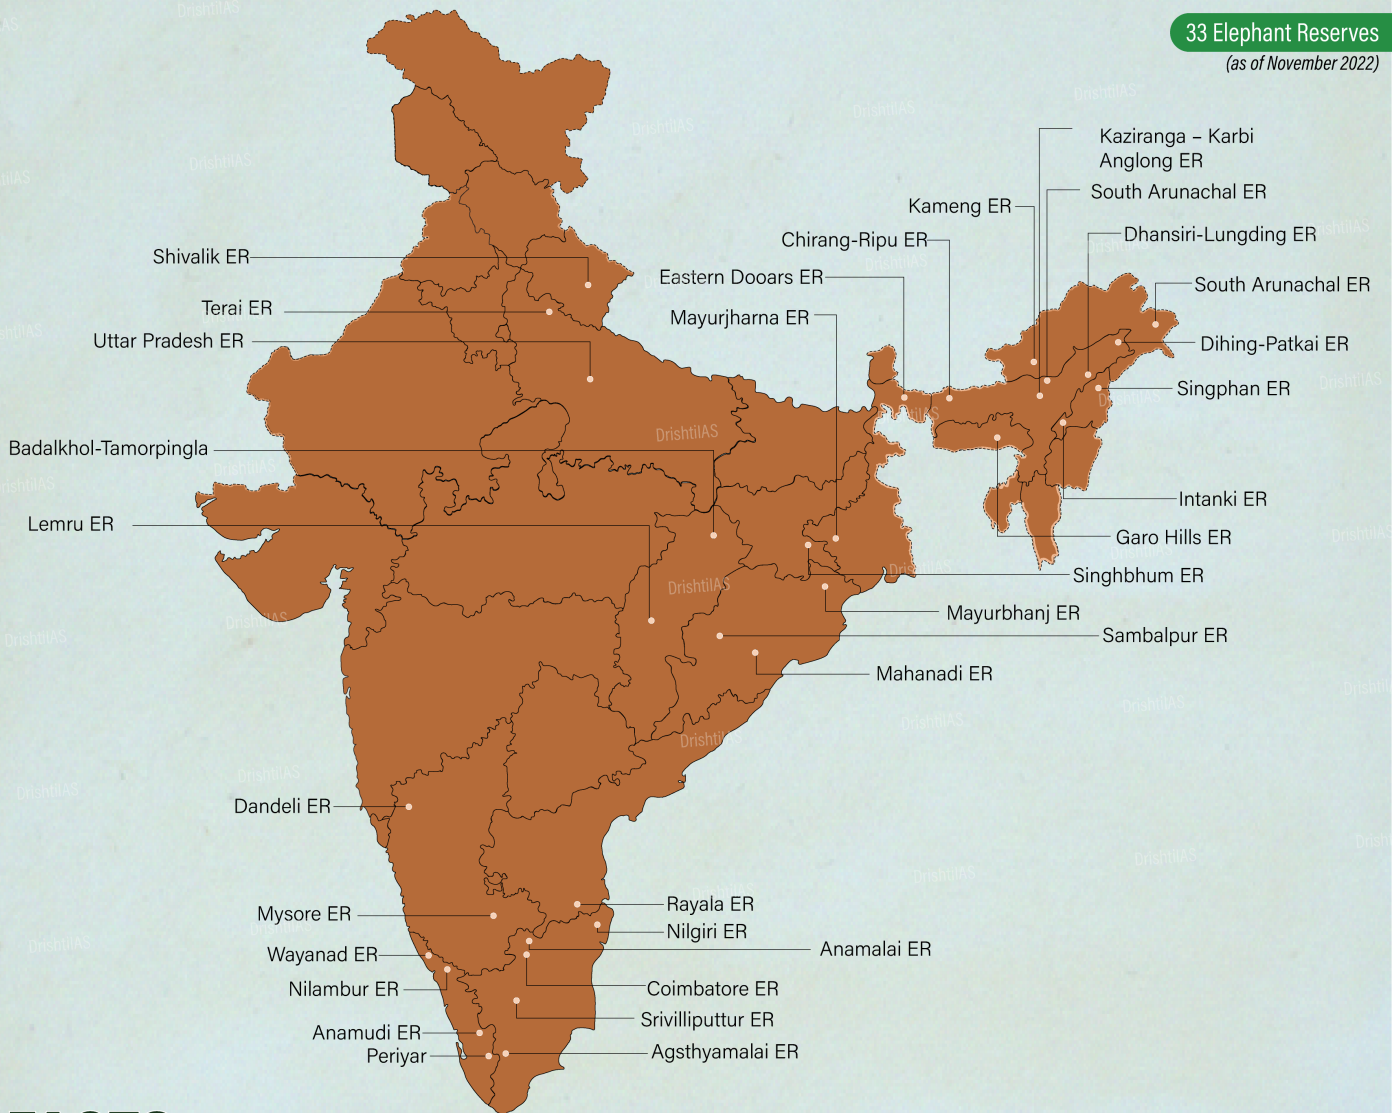 33 Elephant Reserves
(as of November 2022)
Kaziranga – Karbi
Anglong ER
South Arunachal ER
Kameng ER
Dhansiri-Lungding ER
Chirang-Ripu ER
Shivalik ER
Eastern Dooars ER
South Arunachal ER
Terai ER
Mayurjharna ER
Uttar Pradesh ER
Dihing-Patkai ER
Singphan ER
Badalkhol-Tamorpingla
Intanki ER
Lemru ER
Garo Hills ER
Singhbhum ER
Mayurbhanj ER
Sambalpur ER
Mahanadi ER
Dandeli ER
Rayala ER
Mysore ER
Nilgiri ER
Anamalai ER
Wayanad ER
Nilambur ER
Coimbatore ER
Srivilliputtur ER
Anamudi ER
Agsthyamalai ER
Periyar
DrishtiIAS